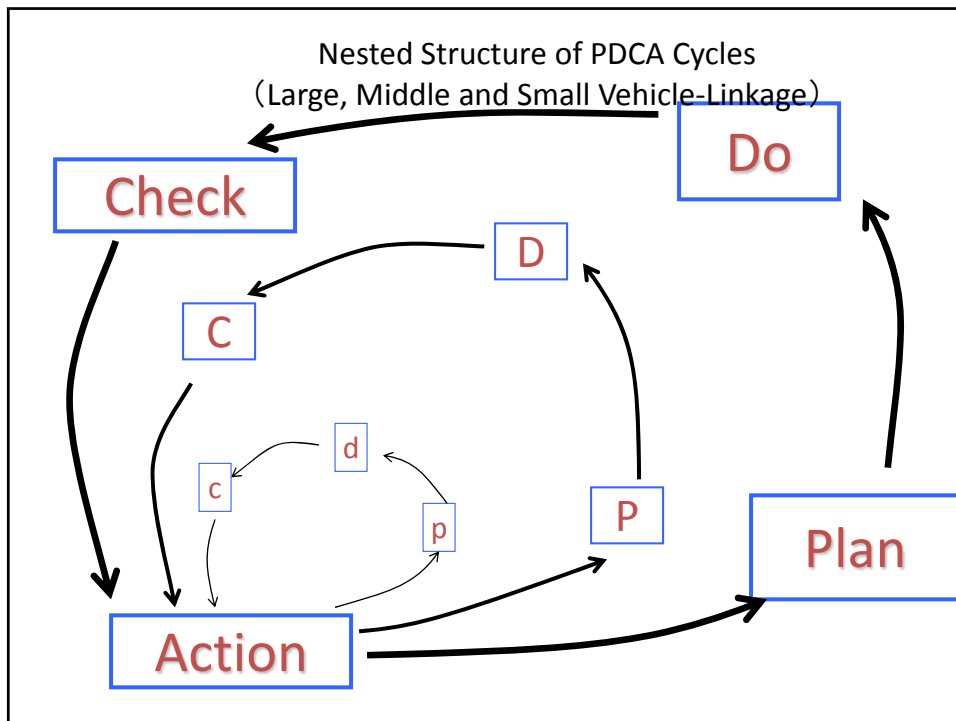 Nested Structure of PDCA Cycles
（Large, Middle and Small Vehicle-Linkage）
Do
Check
D
C
d
c
p
P
Plan
Action